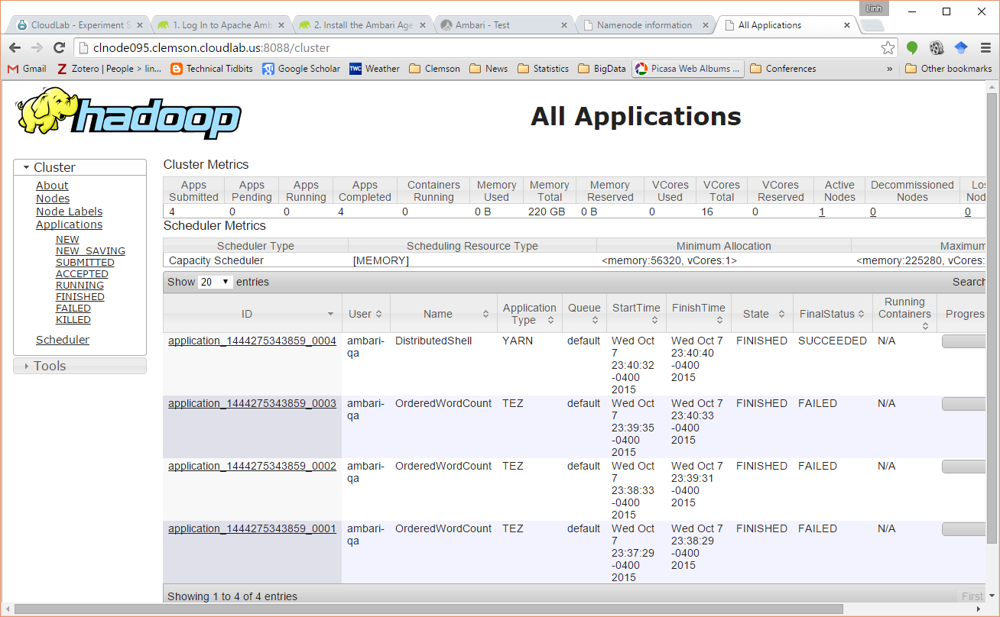 Linh
CloudLab - Experiment S
1. Log In to Apache Amb
2. Install the Ambari Age
Ambari - Test
Namenode information
All Applications
clnode095.clemson.cloudlab.us:8088/cluster
Gmail
Zotero | People > lin...
Technical Tidbits
Google Scholar
TWC Weather
Clemson
News
Statistics
BigData
Picasa Web Albums ...
Conferences
»
Other bookmarks
hadoop
All Applications
Cluster
About
Nodes
Node Labels
Applications
NEW
NEW_SAVING
SUBMITTED
ACCEPTED
RUNNING
FINISHED
FAILED
KILLED
Scheduler
Tools
Cluster Metrics
Apps Apps Apps Apps Containers Memory Memory Memory VCores VCores VCores Active Decommissioned Los
Submitted Pending Running Completed Running Used Total Reserved Used Total Reserved Nodes Nodes Nod
4 0 0 4 0 0 B 220 GB 0 B 0 16 0 1 0 0
Scheduler Metrics
Scheduler Type Scheduling Resource Type Minimum Allocation Maximum
Capacity Scheduler [MEMORY] <memory:56320, vCores:1> <memory:225280, vCores:
Show 20 entries Search
ID User Name Application Type Queue StartTime FinishTime State FinalStatus Running Containers Progres
application_1444275343859_0004 ambari- DistributedShell YARN default Wed Oct Wed Oct 7 FINISHED SUCCEEDED N/A
qa 7 23:40:40
23:40:32 -0400
-0400 2015
2015
application_1444275343859_0003 ambari- OrderedWordCount TEZ default Wed Oct Wed Oct 7 FINISHED FAILED N/A
qa 7 23:40:33
23:39:35 -0400
-0400 2015
2015
application_1444275343859_0002 ambari- OrderedWordCount TEZ default Wed Oct Wed Oct 7 FINISHED FAILED N/A
qa 7 23:39:31
23:38:33 -0400
-0400 2015
2015
application_1444275343859_0001 ambari- OrderedWordCount TEZ default Wed Oct Wed Oct 7 FINISHED FAILED N/A
qa 7 23:38:29
23:37:29 -0400
-0400 2015
2015
Showing 1 to 4 of 4 entries First